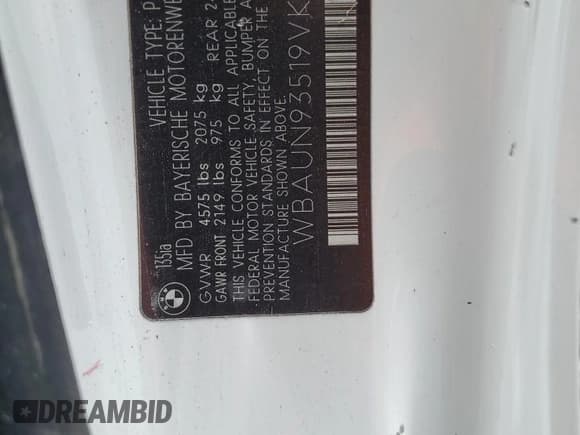 135ia
VEHICLE TYPE: P
MFD BY BAYERISCHE MOTORENWE
GVWR 4575 lbs 2075 kg
GAWR FRONT 2149 lbs 975 kg REAR 2
THIS VEHICLE CONFORMS TO ALL APPLICABLE
FEDERAL MOTOR VEHICLE SAFETY, BUMPER A
PREVENTION STANDARDS IN EFFECT ON THE
MANUFACTURE SHOWN ABOVE.
WBAUN93519VK
DREAMBID